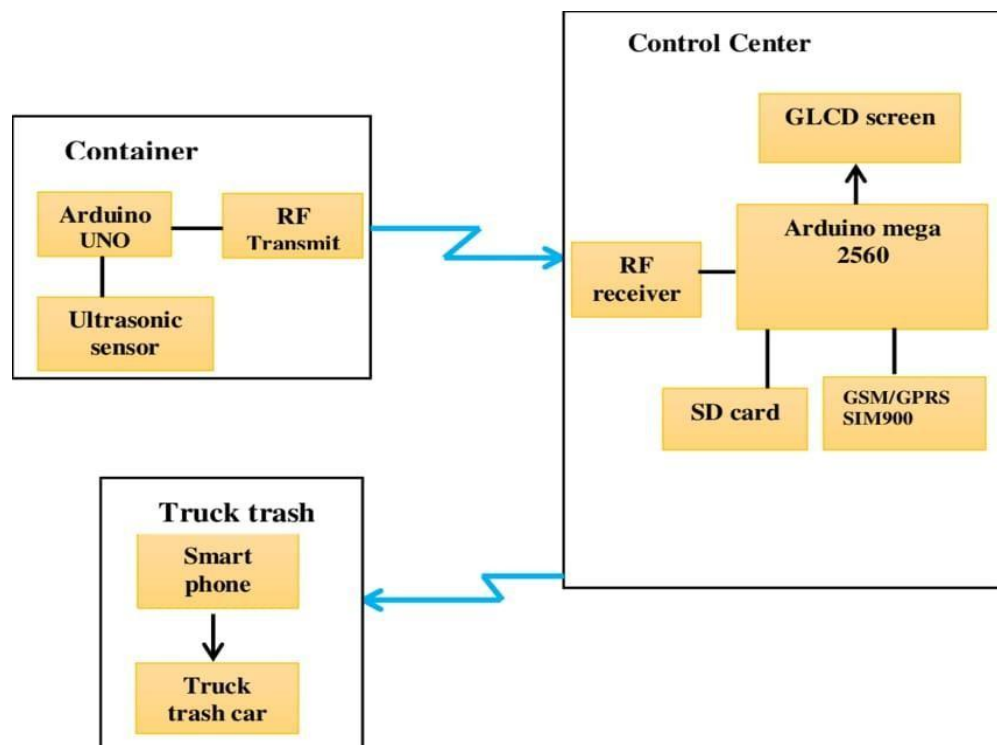 Control Center
GLCD screen
Container
Arduino
UNO
RF
Transmit
Arduino mega
2560
RF
receiver
Ultrasonic
sensor
SD card
GSM/GPRS
SIM900
Truck trash
Smart
phone
Truck
trash car